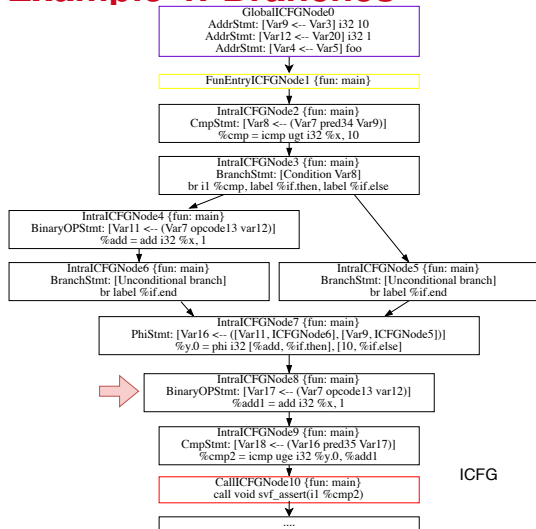 Example 4: Branches
GlobalICFGNode0
AddrStmt: [Var9 <-- Var3] i32 10
AddrStmt: [Var12 <-- Var20] i32 1
AddrStmt: [Var4 <-- Var5] foo
FunEntryICFGNode1 {fun: main}
IntraICFGNode2 {fun: main}
CmpStmt: [Var8 <-- (Var7 pred34 Var9)]
%cmp = icmp ugt i32 %x, 10
IntraICFGNode3 {fun: main}
BranchStmt: [Condition Var8]
br i1 %cmp, label %if.then, label %if.else
IntraICFGNode4 {fun: main}
BinaryOPStmt: [Var11 <-- (Var7 opcode13 var12)]
%add = add i32 %x, 1
IntraICFGNode6 {fun: main}
BranchStmt: [Unconditional branch]
br label %if.end
IntraICFGNode5 {fun: main}
BranchStmt: [Unconditional branch]
br label %if.end
IntraICFGNode7 {fun: main}
PhiStmt: [Var16 <-- ([Var11, ICFGNode6], [Var9, ICFGNode5])]
%y.0 = phi i32 [%add, %if.then], [10, %if.else]
IntraICFGNode8 {fun: main}
BinaryOPStmt: [Var17 <-- (Var7 opcode13 var12)]
%add1 = add i32 %x, 1
IntraICFGNode9 {fun: main}
CmpStmt: [Var18 <-- (Var16 pred35 Var17)]
%cmp2 = icmp uge i32 %y.0, %add1
ICFG
CallICFGNode10 {fun: main}
call void svf_assert(i1 %cmp2)
....